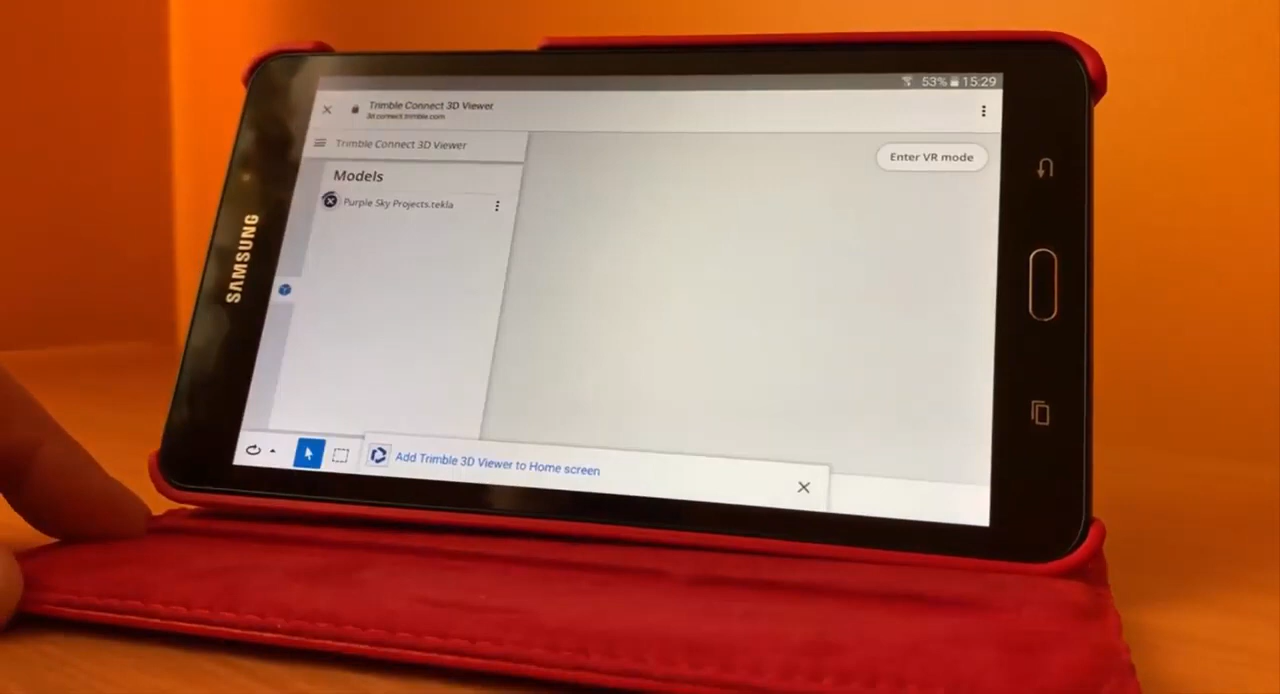 SAMSUNG
53% 15:29
Trimble Connect 3D Viewer
3d.connect.trimble.com
Trimble Connect 3D Viewer
Enter VR mode
Models
Purple Sky Projects.tekla
Add Trimble 3D Viewer to Home screen